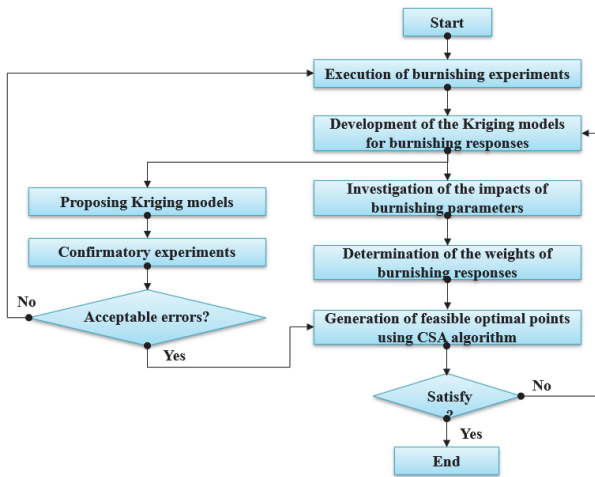 Start
Execution of burnishing experiments
Development of the Kriging models
for burnishing responses
Proposing Kriging models
Investigation of the impacts of
burnishing parameters
Confirmatory experiments
Determination of the weights of
burnishing responses
No
Acceptable errors?
Yes
Generation of feasible optimal points
using CSA algorithm
Satisfy
?
No
Yes
End